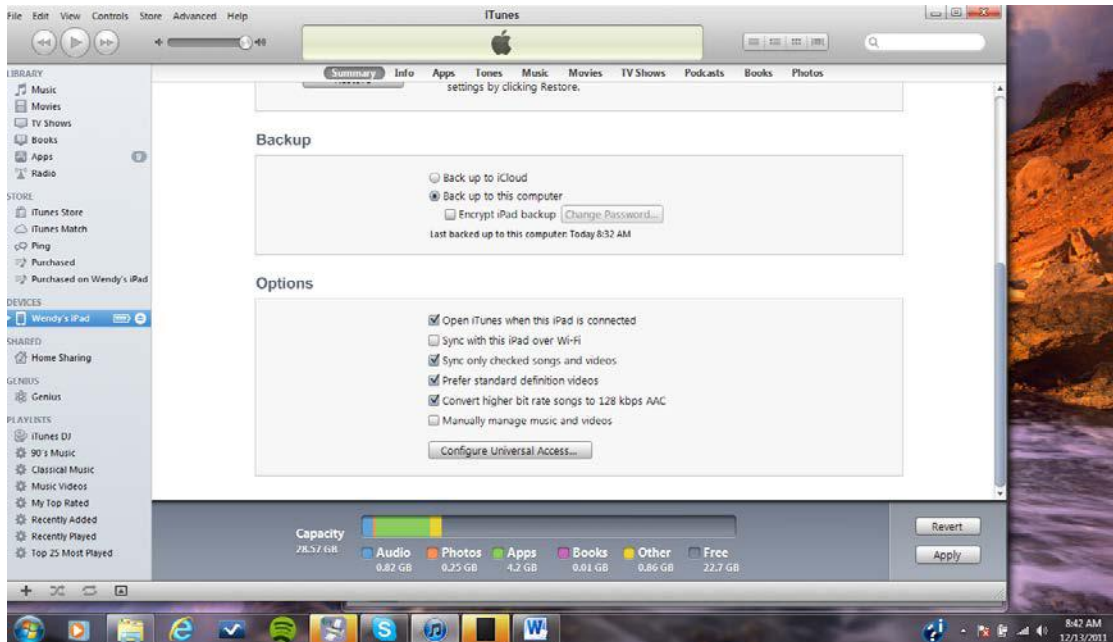 File Edit View Controls Store Advanced Help
iTunes
LIBRARY
Music
Movies
TV Shows
Books
Apps
Radio
STORE
iTunes Store
iTunes Match
Ping
Purchased
Purchased on Wendy's iPad
DEVICES
Wendy's iPad
SHARED
Home Sharing
GENIUS
Genius
PLAYLISTS
iTunes DJ
90's Music
Classical Music
Music Videos
My Top Rated
Recently Added
Recently Played
Top 25 Most Played
Summary Info Apps Tones Music Movies TV Shows Podcasts Books Photos
settings by clicking Restore.
Backup
Back up to iCloud
Back up to this computer
Encrypt iPad backup Change Password...
Last backed up to this computer: Today 8:32 AM
Options
Open iTunes when this iPad is connected
Sync with this iPad over Wi-Fi
Sync only checked songs and videos
Prefer standard definition videos
Convert higher bit rate songs to 128 kbps AAC
Manually manage music and videos
Configure Universal Access...
Capacity
28.57 GB
Audio Photos Apps Books Other Free
0.82 GB 0.25 GB 4.2 GB 0.01 GB 0.86 GB 22.7 GB
Revert
Apply
8:42 AM
12/13/2011